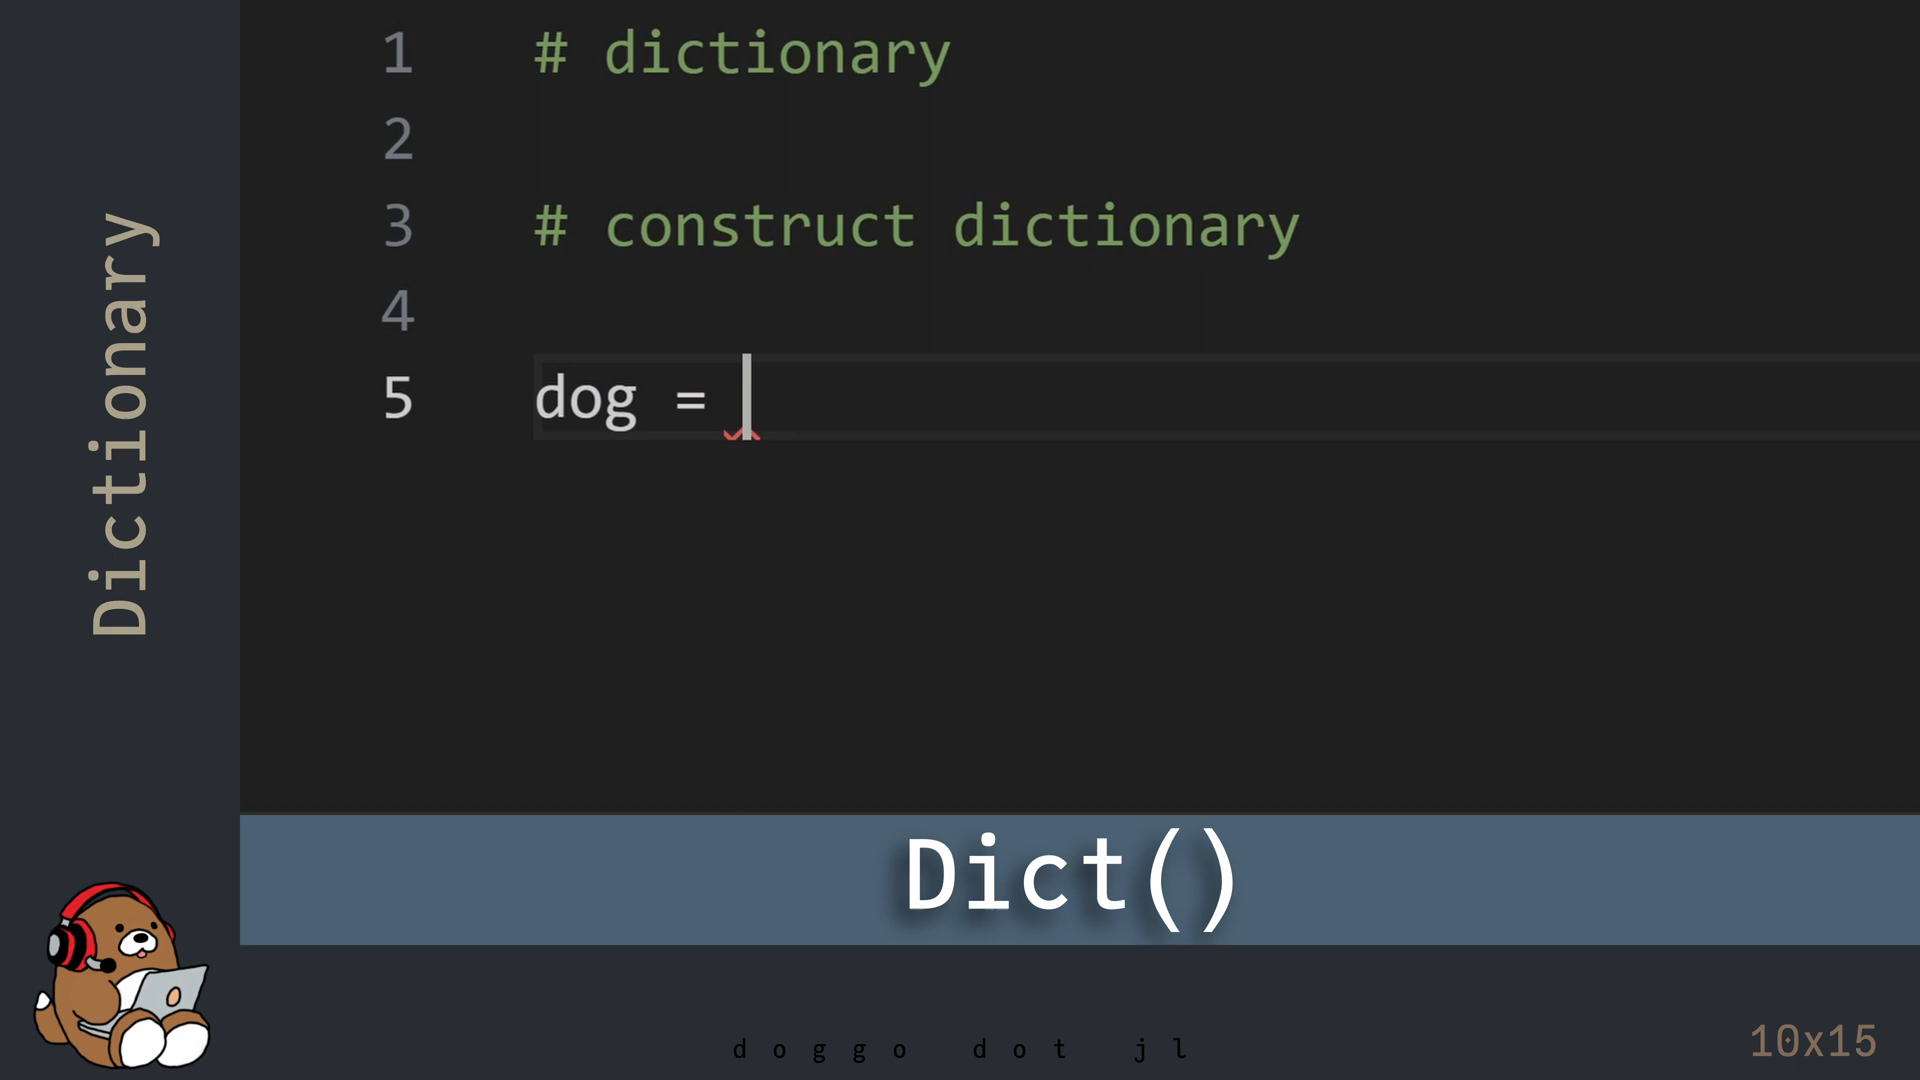 Dictionary
1 # dictionary
2
3 # construct dictionary
4
5 dog =
Dict()
doggo dot jl
10x15